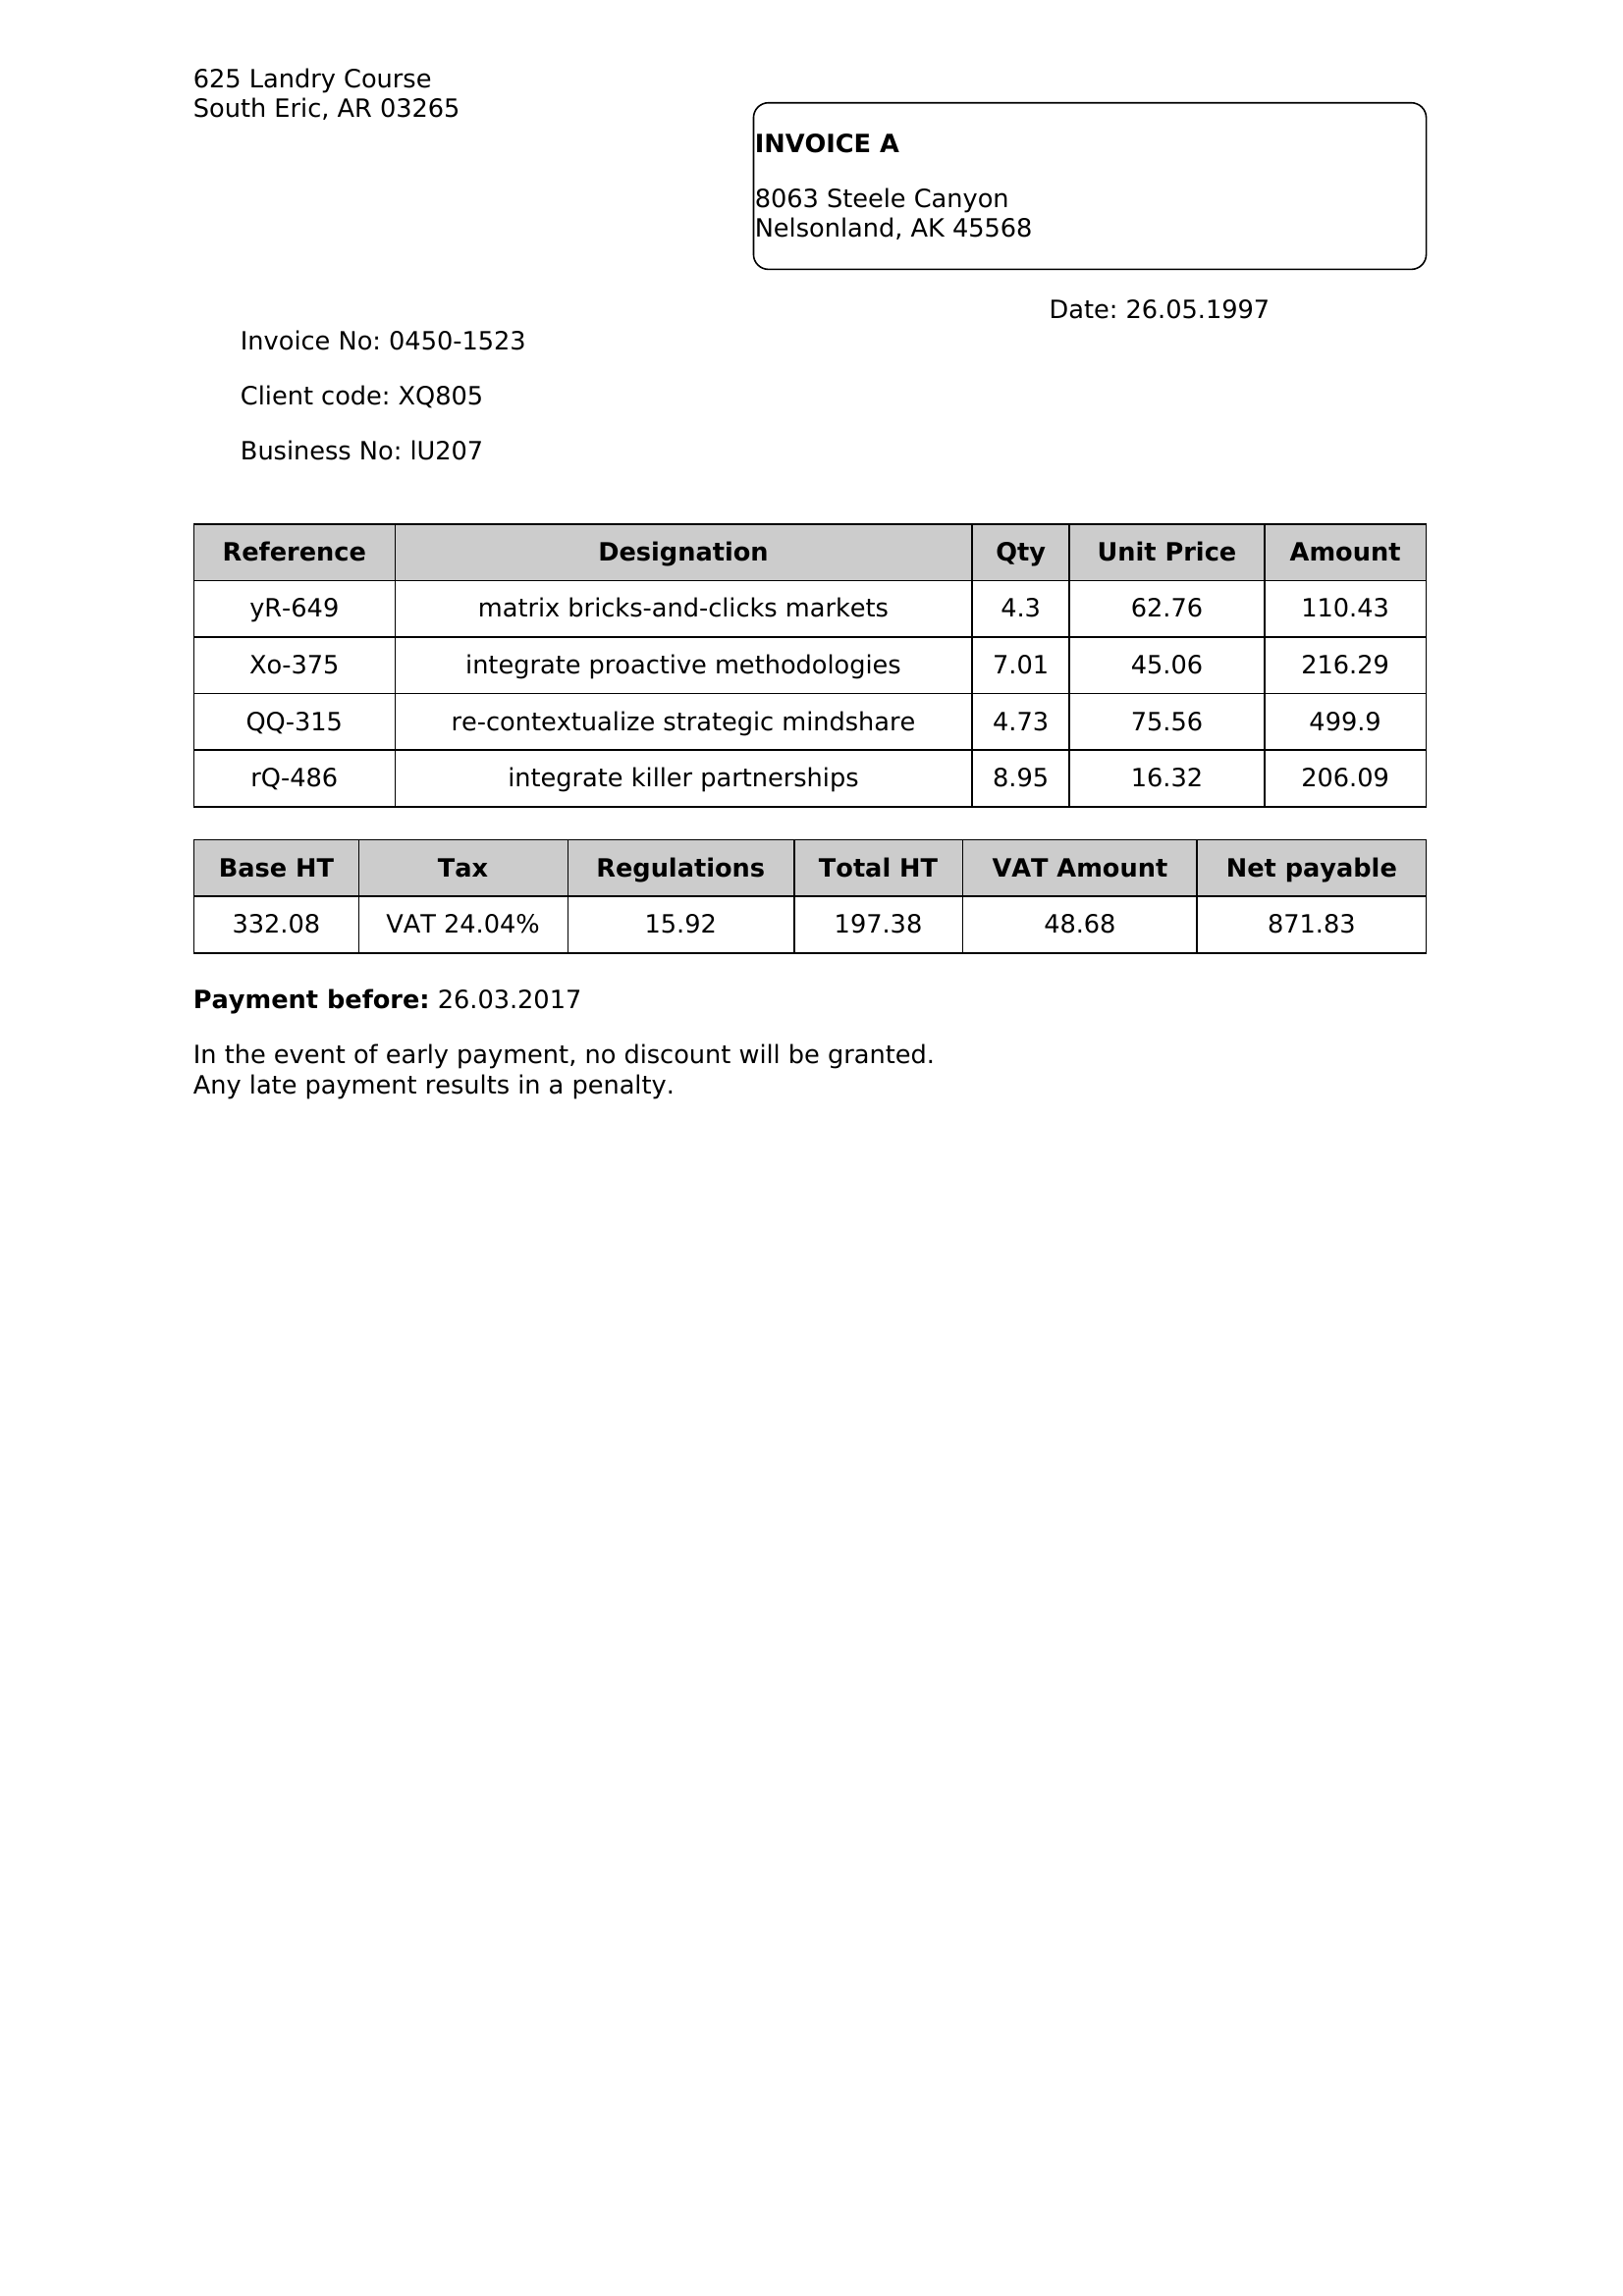 625 Landry Course
South Eric, AR 03265
INVOICE A
8063 Steele Canyon
Nelsonland, AK 45568
Date: 26.05.1997
Invoice No: 0450-1523
Client code: XQ805
Business No: lU207
Reference Designation Qty Unit Price Amount
yR-649 matrix bricks-and-clicks markets 4.3 62.76 110.43
Xo-375 integrate proactive methodologies 7.01 45.06 216.29
QQ-315 re-contextualize strategic mindshare 4.73 75.56 499.9
rQ-486 integrate killer partnerships 8.95 16.32 206.09
Base HT Tax Regulations Total HT VAT Amount Net payable
332.08 VAT 24.04% 15.92 197.38 48.68 871.83
Payment before: 26.03.2017
In the event of early payment, no discount will be granted.
Any late payment results in a penalty.